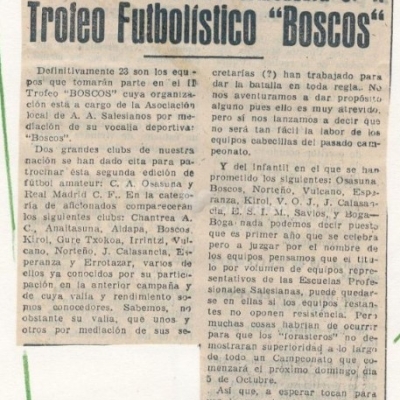 Trofeo Futbolístico "Boscos"
Definitivamente 23 son los equi-
pos que tomarán parte en el II
Trofeo "BOSCOS" cuya organiza-
ción está a cargo de la Asociación
local de A. A. Salesianos por
mediación de su vocalía deportiva
"Boscos".
Dos grandes clubs de nuestra
nación se han dado cita para pa-
trocinar esta segunda edición de
fútbol amateur: C. A. Osasuna y
Real Madrid C. F.. En la catego-
ría de aficionados comparecerán
los siguientes clubs: Chantrea A.
C., Anaitasuna, Aldapa, Boscos,
Kirol, Gure Txokoa, Irrintzi, Vul-
cano, Norteño, J. Calasancia, Es-
peranza y Errotazar, varios de
ellos ya conocidos por su partici-
pación en la anterior campaña y
de cuya valía y rendimiento so-
mos conocedores. Sabemos, no
obstante su valía, que unos y
otros por mediación de sus se-
cretarías (7) han trabajado para
dar la batalla en toda regla. No
nos aventuramos a dar propósito
alguno pues ello es muy atrevido,
pero si nos lanzamos a decir que
no será tan fácil la labor de los
equipos cabecillas del pasado cam-
peonato.
Y del Infantil en el que se han
prometido los siguientes: Osasuna,
Boscos, Norteño, Vulcano, Espe-
ranza, Kirol, V. O. J., J. Calasancia,
E. S. I. M., Savios, y Boga-
Boga nada podemos decir puesto
que es primer año que se celebra
pero a juzgar por el nombre de
los equipos pensamos que el título
por volumen de equipos repre-
sentativos de las Escuelas Profe-
sionales Salesianas, puede quedar-
se en ellas si los equipos restan-
tes no oponen resistencia. Pero
muchas cosas habrían de ocurrir
para que los "forasteros" no de-
mostraran superioridad a lo largo
de todo un Campeonato que co-
menzará el próximo domingo día
5 de Octubre.
Así que, a esperar tocan para